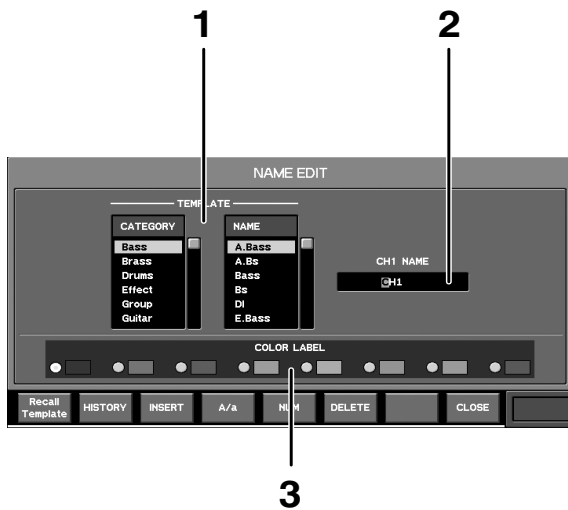 1 2
NAME EDIT
TEMPLATE
CATEGORY NAME
Bass A.Bass
Brass A.Bs
Drums Bass
Effect Bs
Group DI
Guitar E.Bass
CH1 NAME
CH1
COLOR LABEL
Recall Template HISTORY INSERT A/a NUM DELETE CLOSE
3